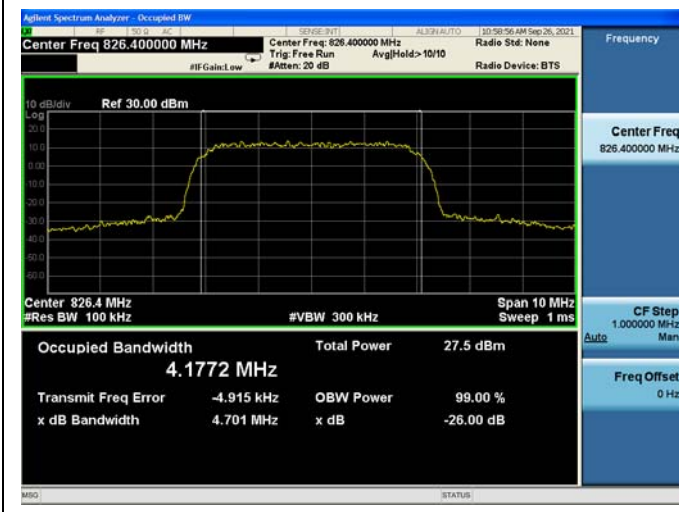 Agilent Spectrum Analyzer - Occupied BW
RF 50 Ω AC SENSE:INT ALIGN AUTO 10:58:56 AM Sep 26, 2021
Center Freq 826.400000 MHz Center Freq: 826.400000 MHz Radio Std: None Frequency
Trig: Free Run Avg|Hold:> 10/10
#IFGain:Low #Atten: 20 dB Radio Device: BTS
10 dB/div Ref 30.00 dBm
Log
20.0
10.0
0.00
-10.0
-20.0
-30.0
-40.0
-50.0
-60.0
Center Freq
826.400000 MHz
Center 826.4 MHz Span 10 MHz
#Res BW 100 kHz #VBW 300 kHz Sweep 1 ms
CF Step
1.000000 MHz
Auto Man
Occupied Bandwidth Total Power 27.5 dBm
4.1772 MHz
Transmit Freq Error -4.915 kHz OBW Power 99.00 %
x dB Bandwidth 4.701 MHz x dB -26.00 dB
Freq Offset
0 Hz
MSG STATUS